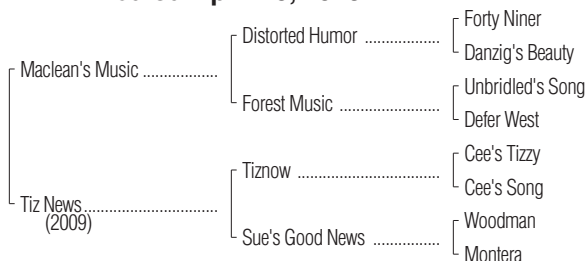 Forty Niner
Distorted Humor ....................
Danzig's Beauty
Maclean's Music ....................
Unbridled's Song
Forest Music ..........................
Defer West
Cee's Tizzy
Tiznow ......................................
Cee's Song
Tiz News ....................................
(2009)
Woodman
Sue's Good News ..................
Montera